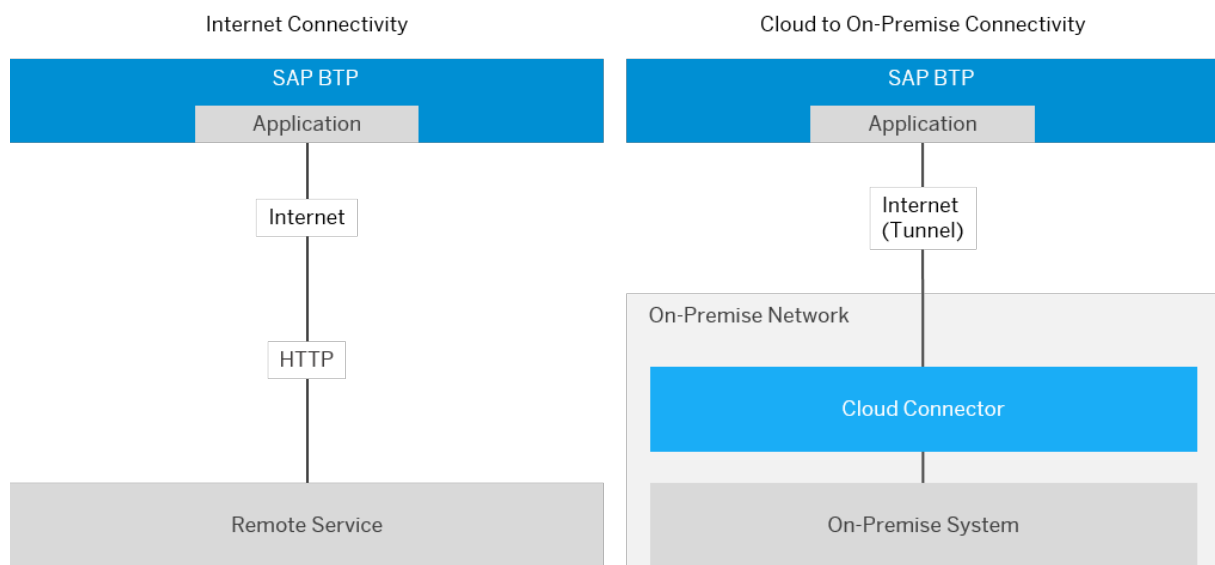 Internet Connectivity
SAP BTP
Application
Internet
HTTP
Remote Service
Cloud to On-Premise Connectivity
SAP BTP
Application
Internet
(Tunnel)
On-Premise Network
Cloud Connector
On-Premise System